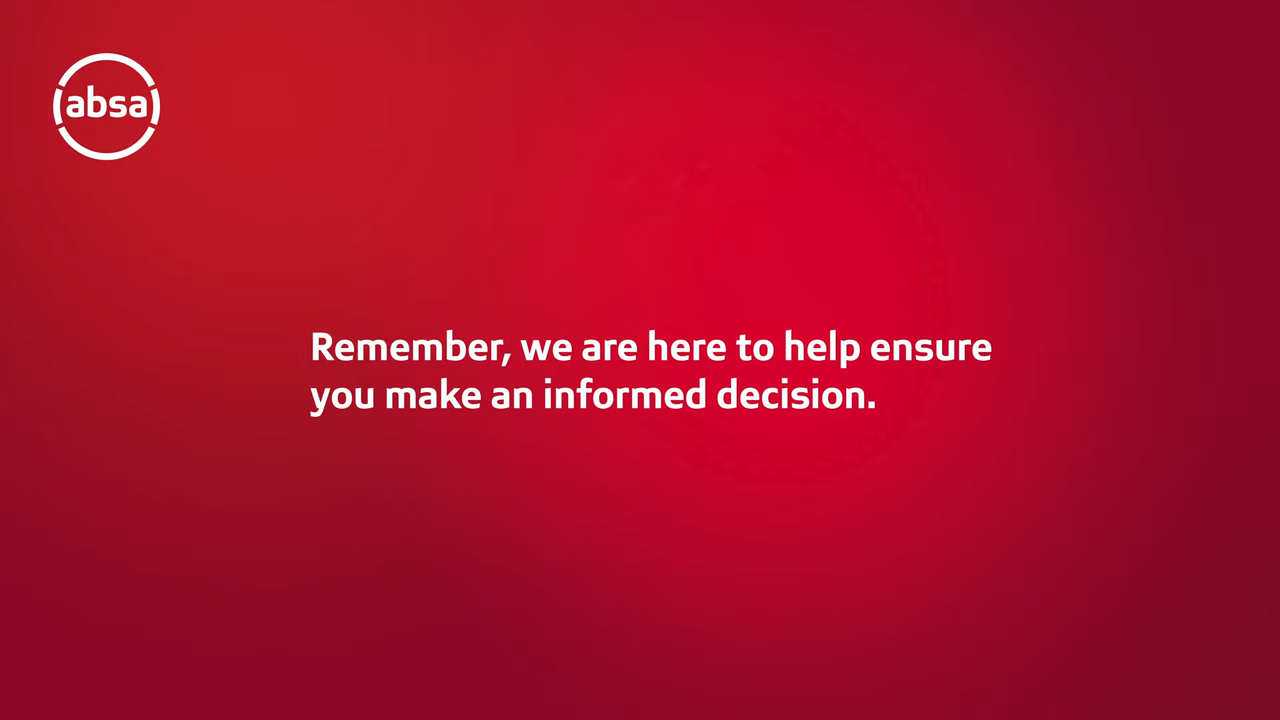 absa
Remember, we are here to help ensure
you make an informed decision.